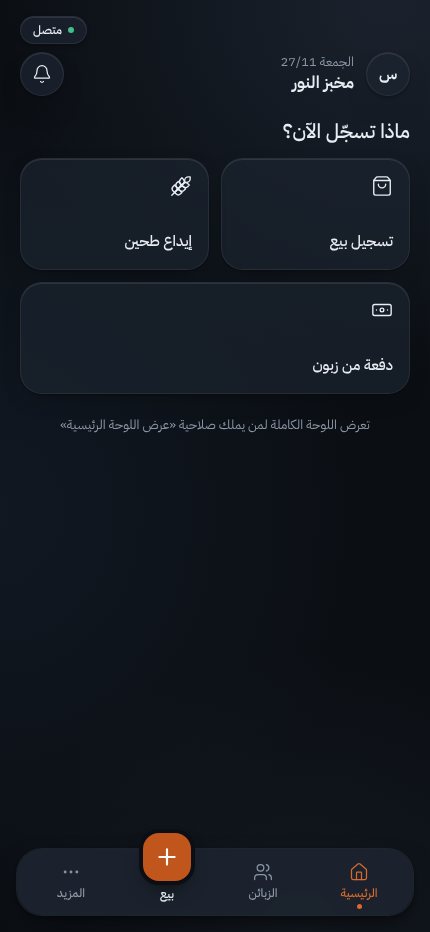 متصل
الجمعة 27/11
مخبز النور
س
ماذا تسجّل الآن؟
تسجيل بيع
إيداع طحين
دفعة من زبون
تعرض اللوحة الكاملة لمن يملك صلاحية «عرض اللوحة الرئيسية»
الرئيسية
الزبائن
بيع
المزيد